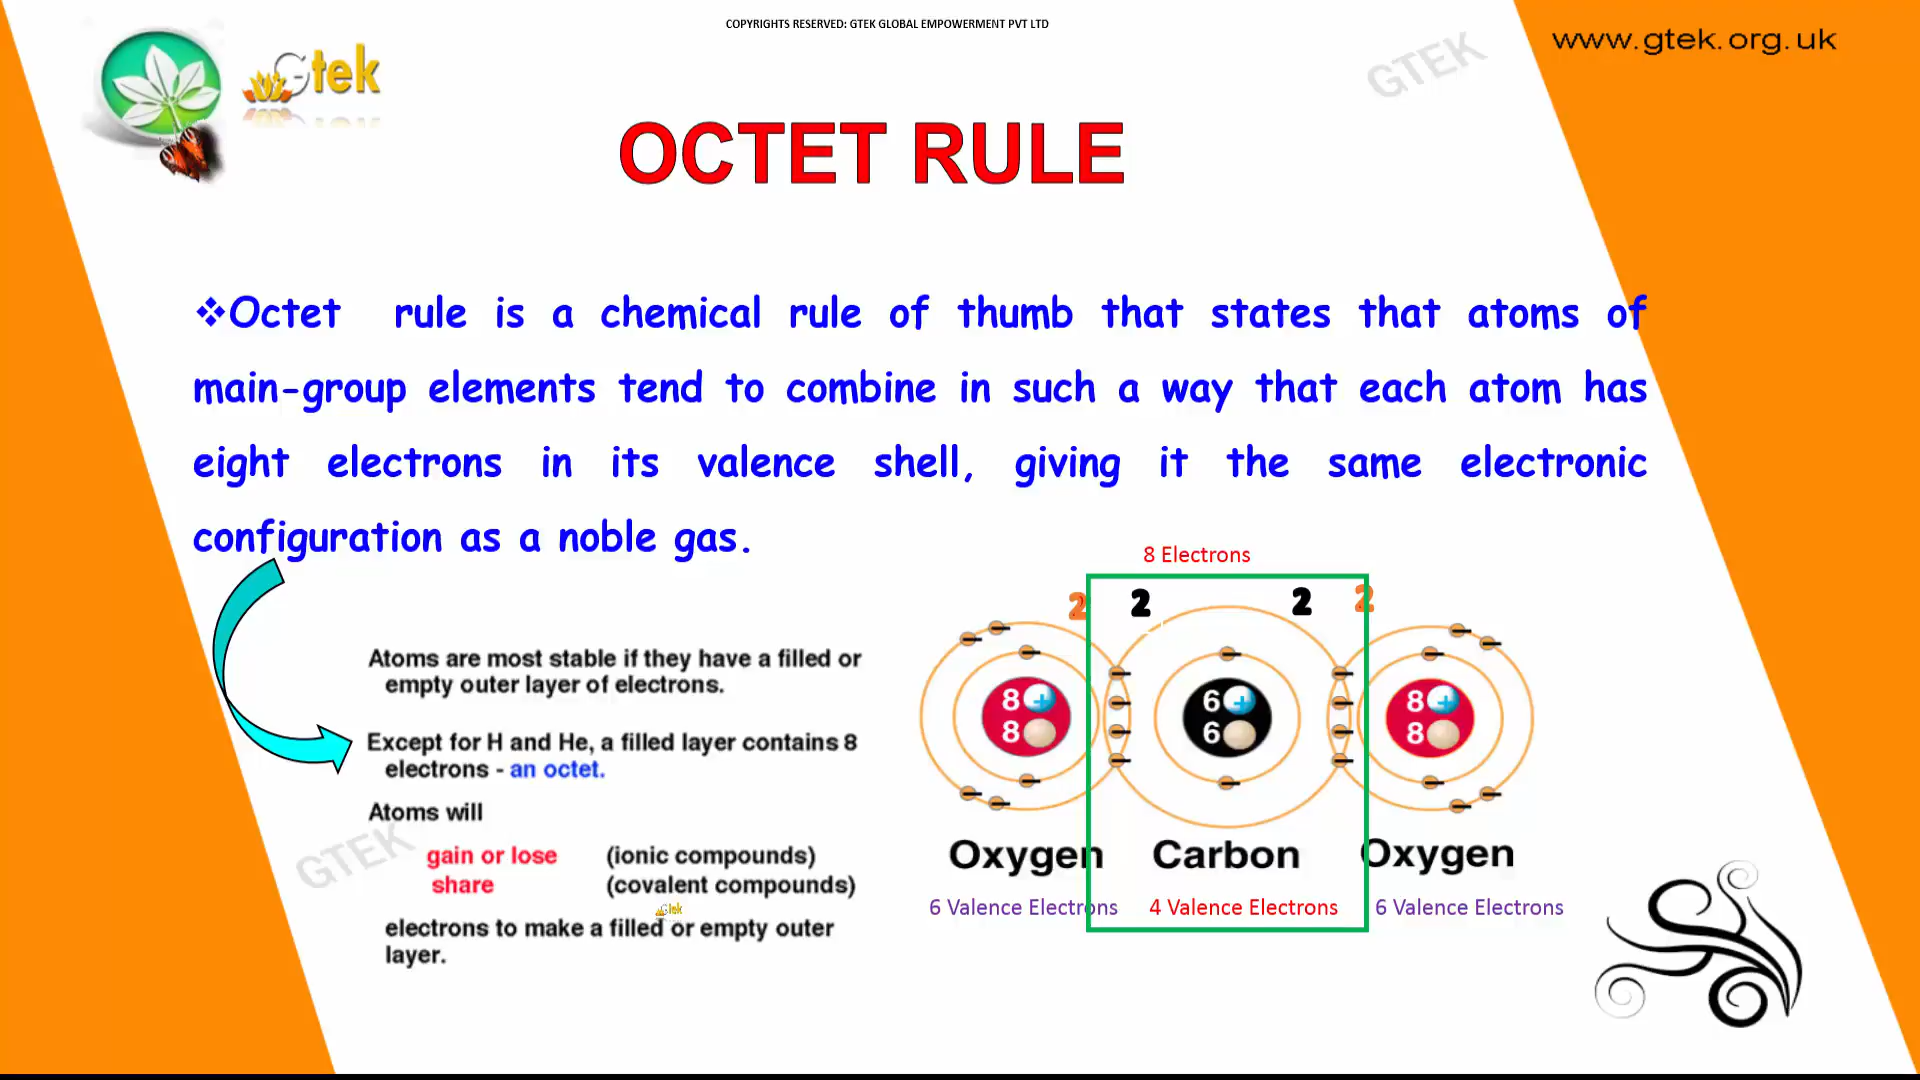 COPYRIGHTS RESERVED: GTEK GLOBAL EMPOWERMENT PVT LTD
www.gtek.org.uk
Gtek
GTEK
OCTET RULE
❖Octet rule is a chemical rule of thumb that states that atoms of
main-group elements tend to combine in such a way that each atom has
eight electrons in its valence shell, giving it the same electronic
configuration as a noble gas.
Atoms are most stable if they have a filled or
empty outer layer of electrons.
Except for H and He, a filled layer contains 8
electrons - an octet.
Atoms will
gain or lose (ionic compounds)
share (covalent compounds)
Gtek
electrons to make a filled or empty outer
layer.
GTEK
8 Electrons
2 2 2 2
8+ 6+ 8+
8 6 8
Oxygen Carbon Oxygen
6 Valence Electrons 4 Valence Electrons 6 Valence Electrons